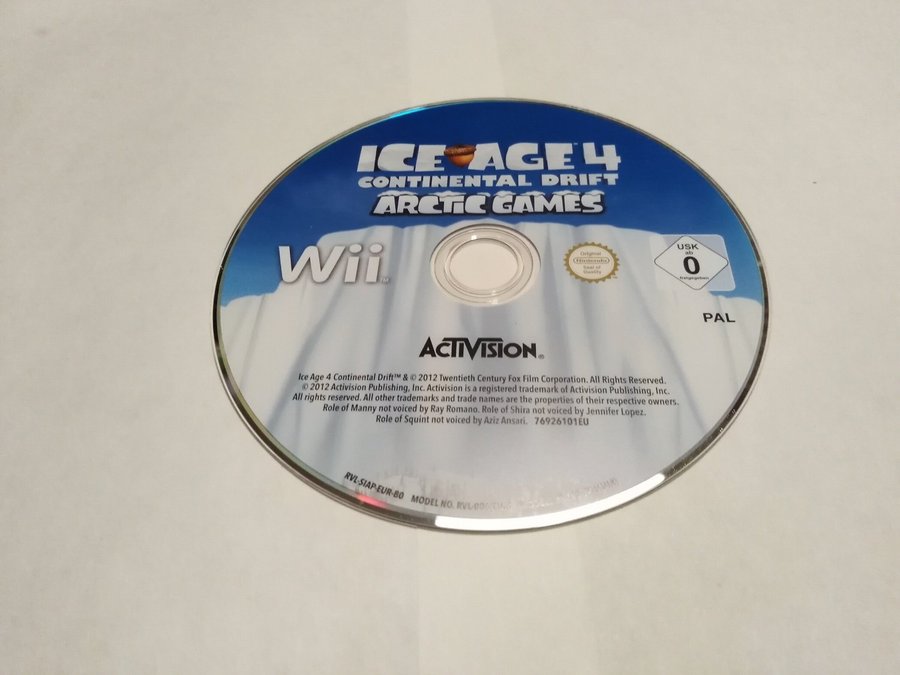 ICE AGE 4
CONTINENTAL DRIFT
ARCTIC GAMES
Wii™
Original
Nintendo
Seal of
Quality
USK
ab
0
freigegeben
PAL
ACTIVISION®
Ice Age 4 Continental Drift™ & © 2012 Twentieth Century Fox Film Corporation. All Rights Reserved.
© 2012 Activision Publishing, Inc. Activision is a registered trademark of Activision Publishing, Inc.
All rights reserved. All other trademarks and trade names are the properties of their respective owners.
Role of Manny not voiced by Ray Romano. Role of Shira not voiced by Jennifer Lopez.
Role of Squint not voiced by Aziz Ansari. 76926101EU
RVL-SIAP-EUR-B0 MODEL NO.